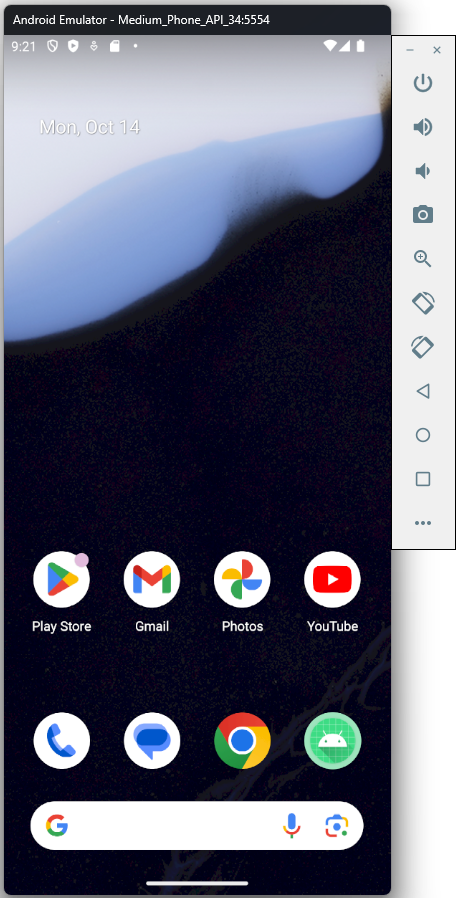 Android Emulator - Medium_Phone_API_34:5554
9:21
Mon, Oct 14
Play Store
Gmail
Photos
YouTube